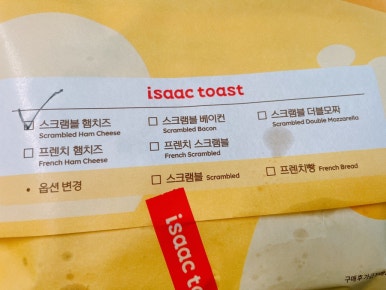 isaac toast
스크램블 햄치즈
Scrambled Ham Cheese
스크램블 베이컨
Scrambled Bacon
스크램블 더블모짜
Scrambled Double Mozzarella
프렌치 햄치즈
French Ham Cheese
프렌치 스크램블
French Scrambled
• 옵션 변경
스크램블 Scrambled
프렌치빵 French Bread
isaac to